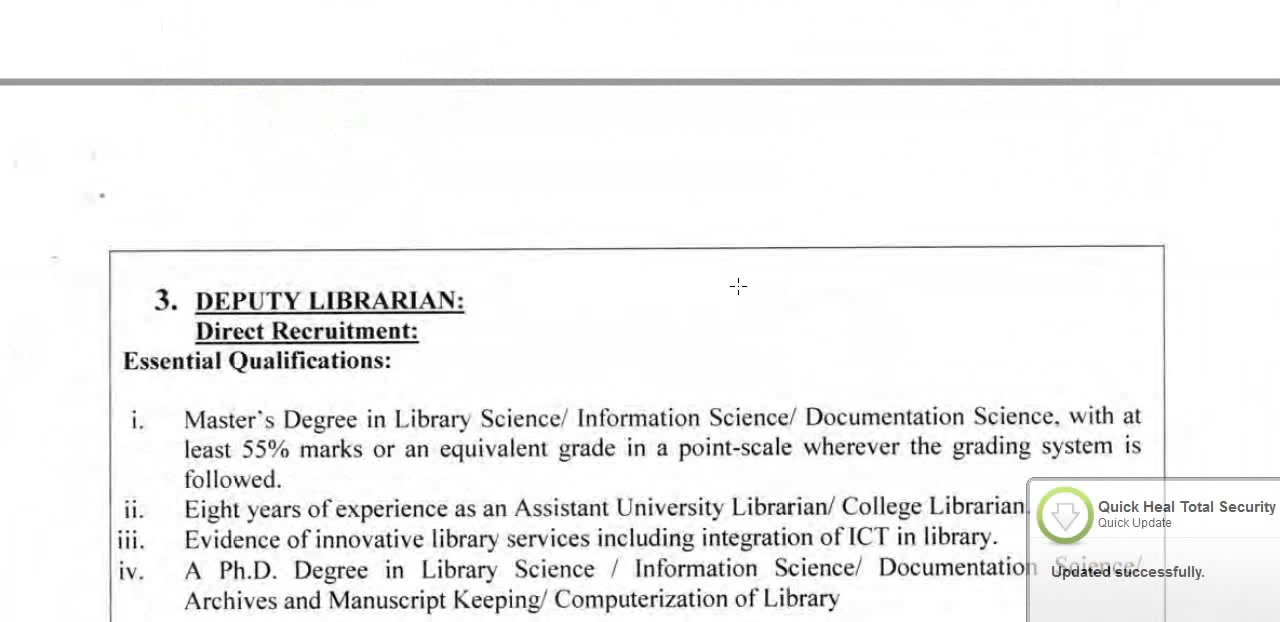 3. DEPUTY LIBRARIAN:
Direct Recruitment:
Essential Qualifications:
i. Master's Degree in Library Science/ Information Science/ Documentation Science, with at
least 55% marks or an equivalent grade in a point-scale wherever the grading system is
followed.
ii. Eight years of experience as an Assistant University Librarian/ College Librarian.
iii. Evidence of innovative library services including integration of ICT in library.
iv. A Ph.D. Degree in Library Science / Information Science/ Documentation Science/
Archives and Manuscript Keeping/ Computerization of Library
Quick Heal Total Security
Quick Update
Updated successfully.